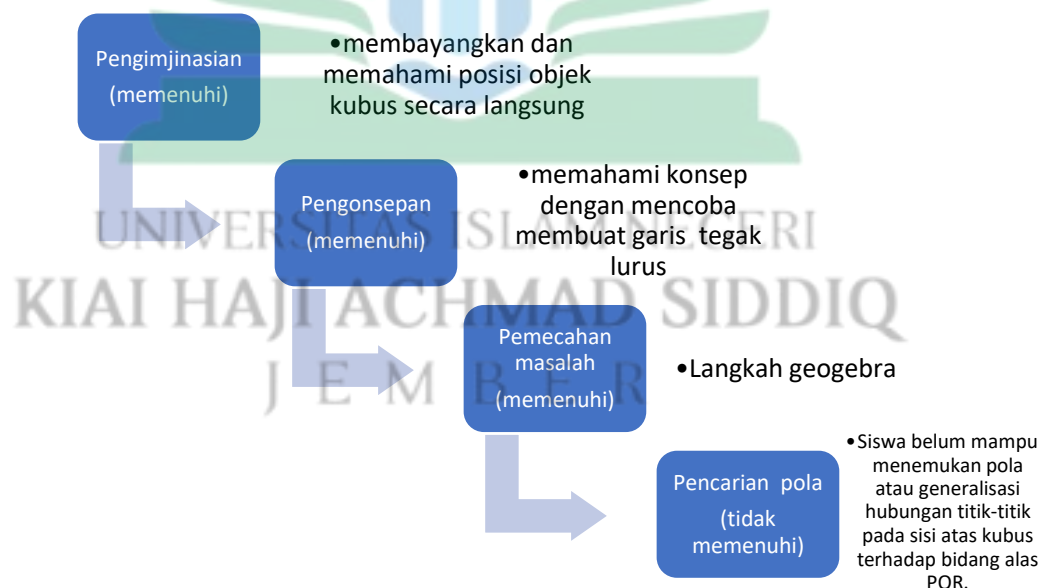 Pengimjinasian
(memenuhi)
•membayangkan dan
memahami posisi objek
kubus secara langsung
Pengonsepan
(memenuhi)
•memahami konsep
dengan mencoba
membuat garis tegak
lurus
UNIVERSITAS ISLAM NEGERI
KIAI HAJI ACHMAD SIDDIQ
JEMBER
Pemecahan
masalah
(memenuhi)
•Langkah geogebra
Pencarian pola
(tidak
memenuhi)
•Siswa belum mampu
menemukan pola
atau generalisasi
hubungan titik-titik
pada sisi atas kubus
terhadap bidang alas
PQR.